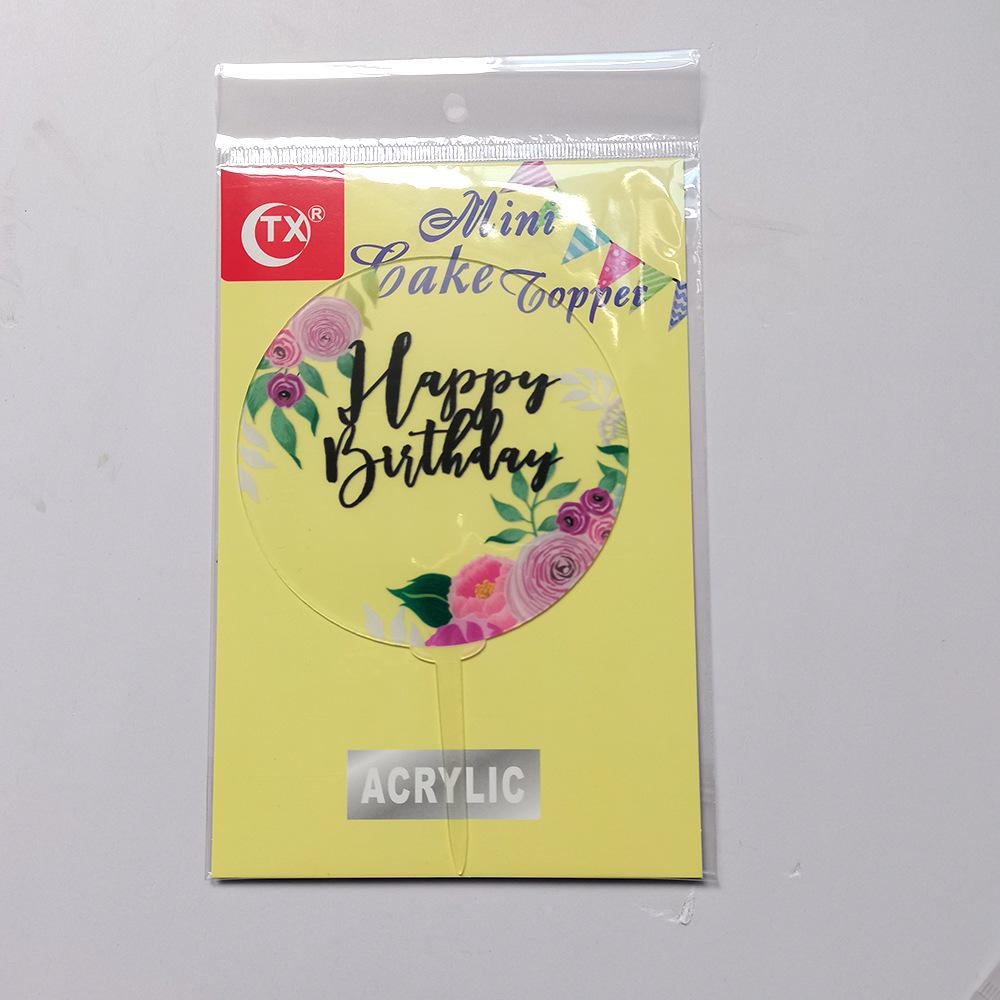 TX®
Mini
Cake Topper
Happy
Birthday
ACRYLIC